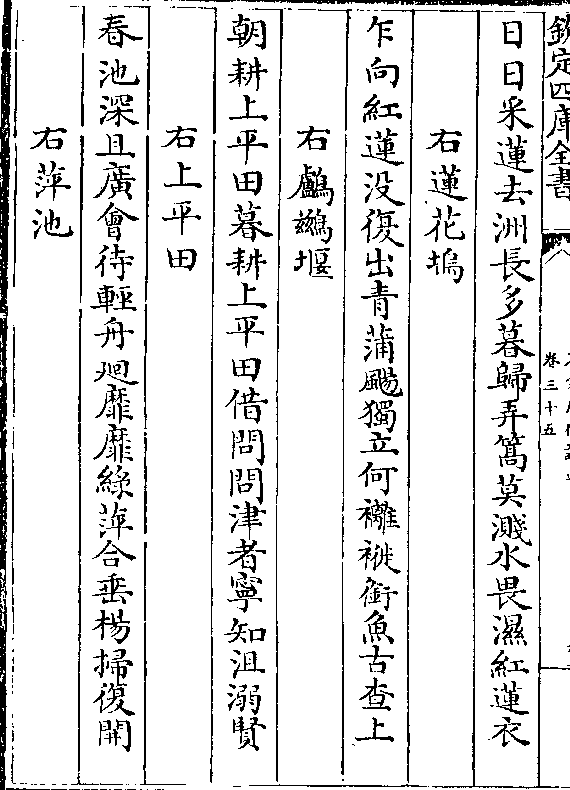 欽定四庫全書
卷三十五
日日采蓮去洲長多暮歸弄篙莫濺水畏濕紅蓮衣
右蓮花塢
乍向紅蓮没復出青蒲颺獨立何褵褷銜魚古查上
右鸕鷀堰
朝耕上平田暮耕上平田借問問津者寧知沮溺賢
右上平田
春池深且廣會待輕舟廻靡靡綠萍合垂楊掃復開
右萍池